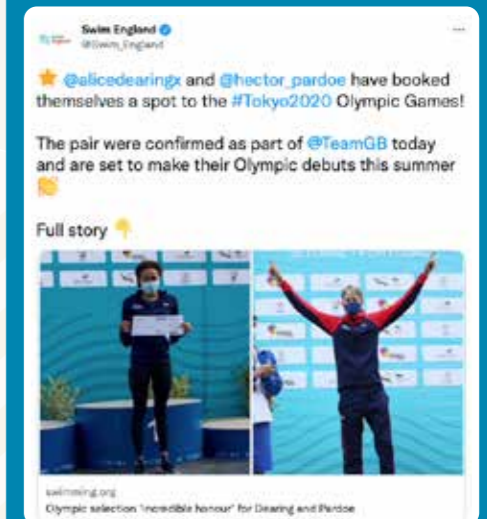 Swim England
@Swim_England
@alicedearingx and @hector_pardoe have booked
themselves a spot to the #Tokyo2020 Olympic Games!
The pair were confirmed as part of @TeamGB today
and are set to make their Olympic debuts this summer
Full story
swimming.org
Olympic selection 'incredible honour' for Dearing and Pardoe